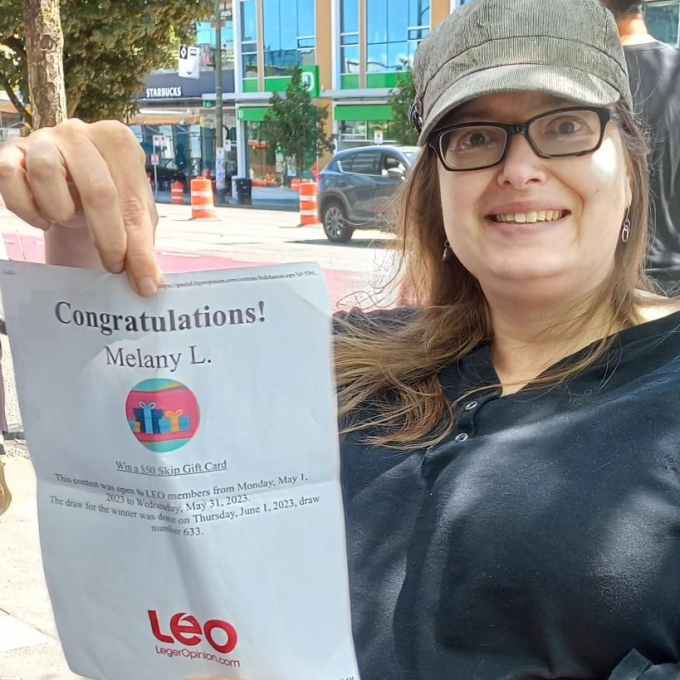 STARBUCKS
Congratulations!
Melany L.
Win a $50 Skip Gift Card
This contest was open to LEO members from Monday, May 1,
2023 to Wednesday, May 31, 2023.
The draw for the winner was done on Thursday, June 1, 2023, draw
number 633.
LEO
LegerOpinion.com